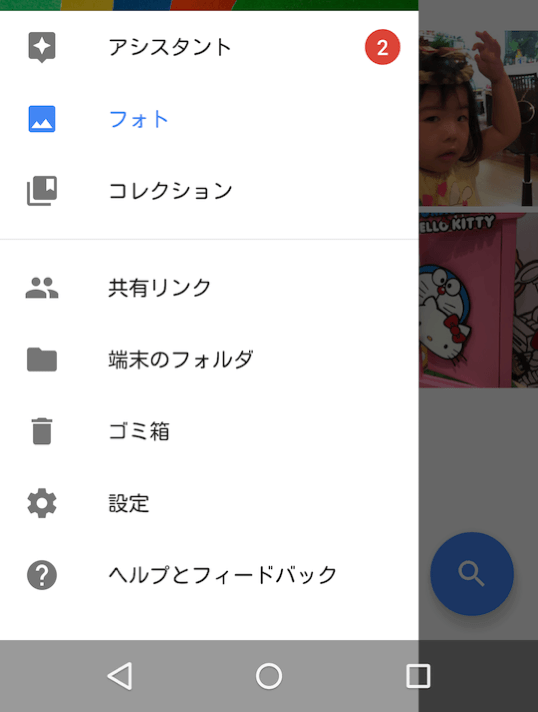 アシスタント
2
フォト
コレクション
ELLO KITTY
共有リンク
端末のフォルダ
ゴミ箱
設定
ヘルプとフィードバック